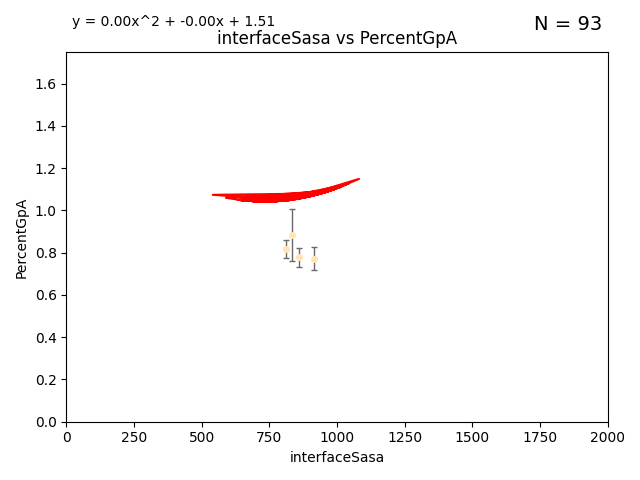 y = 0.00x^2 + -0.00x + 1.51
N = 93
interfaceSasa vs PercentGpA
1.6
1.4
1.2
1.0
0.8
0.6
0.4
0.2
0.0
PercentGpA
0 250 500 750 1000 1250 1500 1750 2000
interfaceSasa